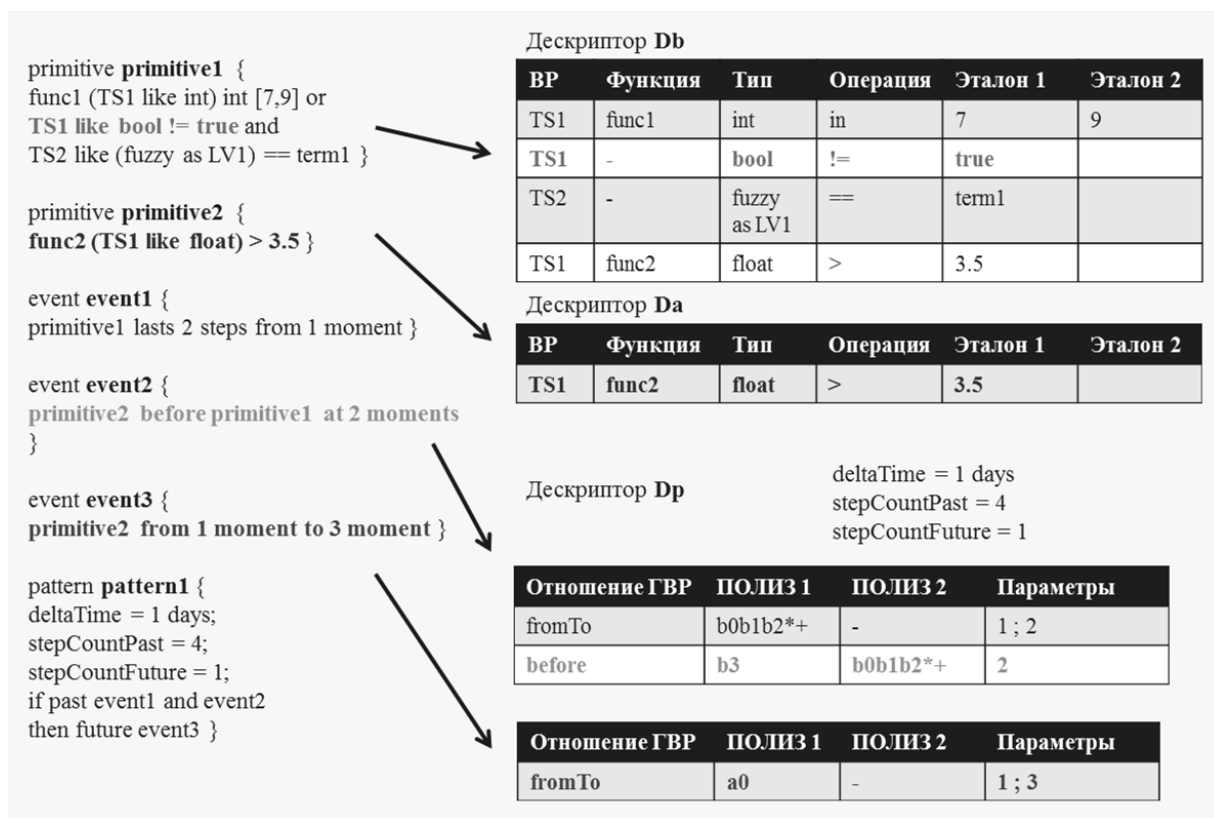 primitive primitive1 {
func1 (TS1 like int) int [7,9] or
TS1 like bool != true and
TS2 like (fuzzy as LV1) == term1 }
primitive primitive2 {
func2 (TS1 like float) > 3.5 }
event event1 {
primitive1 lasts 2 steps from 1 moment }
event event2 {
primitive2 before primitive1 at 2 moments
}
event event3 {
primitive2 from 1 moment to 3 moment }
pattern pattern1 {
deltaTime = 1 days;
stepCountPast = 4;
stepCountFuture = 1;
if past event1 and event2
then future event3 }
Дескриптор Db
ВР Функция Тип Операция Эталон 1 Эталон 2
TS1 func1 int in 7 9
TS1 - bool != true
TS2 - fuzzy == term1
as LV1
TS1 func2 float > 3.5
Дескриптор Da
ВР Функция Тип Операция Эталон 1 Эталон 2
TS1 func2 float > 3.5
Дескриптор Dp
deltaTime = 1 days
stepCountPast = 4
stepCountFuture = 1
Отношение ГВР ПОЛИЗ 1 ПОЛИЗ 2 Параметры
fromTo b0b1b2*+ - 1 ; 2
before b3 b0b1b2*+ 2
Отношение ГВР ПОЛИЗ 1 ПОЛИЗ 2 Параметры
fromTo a0 - 1 ; 3